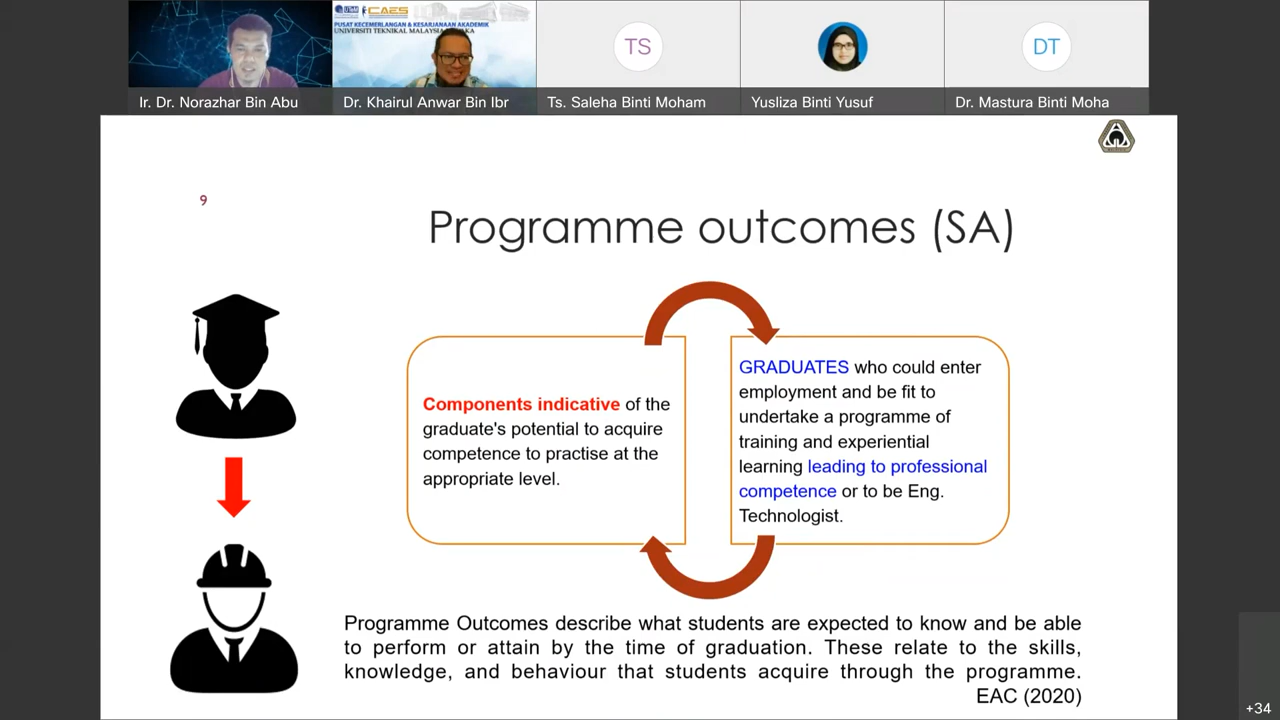 CAES
PUSAT KECEMERLANGAN & KESARJANAAN AKADEMIK
UNIVERSITI TEKNIKAL MALAYSIA
TS
DT
Ir. Dr. Norazhar Bin Abu
Dr. Khairul Anwar Bin Ibr
Ts. Saleha Binti Moham
Yusliza Binti Yusuf
Dr. Mastura Binti Moha
9
Programme outcomes (SA)
Components indicative of the
graduate's potential to acquire
competence to practise at the
appropriate level.
GRADUATES who could enter
employment and be fit to
undertake a programme of
training and experiential
learning leading to professional
competence or to be Eng.
Technologist.
Programme Outcomes describe what students are expected to know and be able
to perform or attain by the time of graduation. These relate to the skills,
knowledge, and behaviour that students acquire through the programme.
EAC (2020)
+34